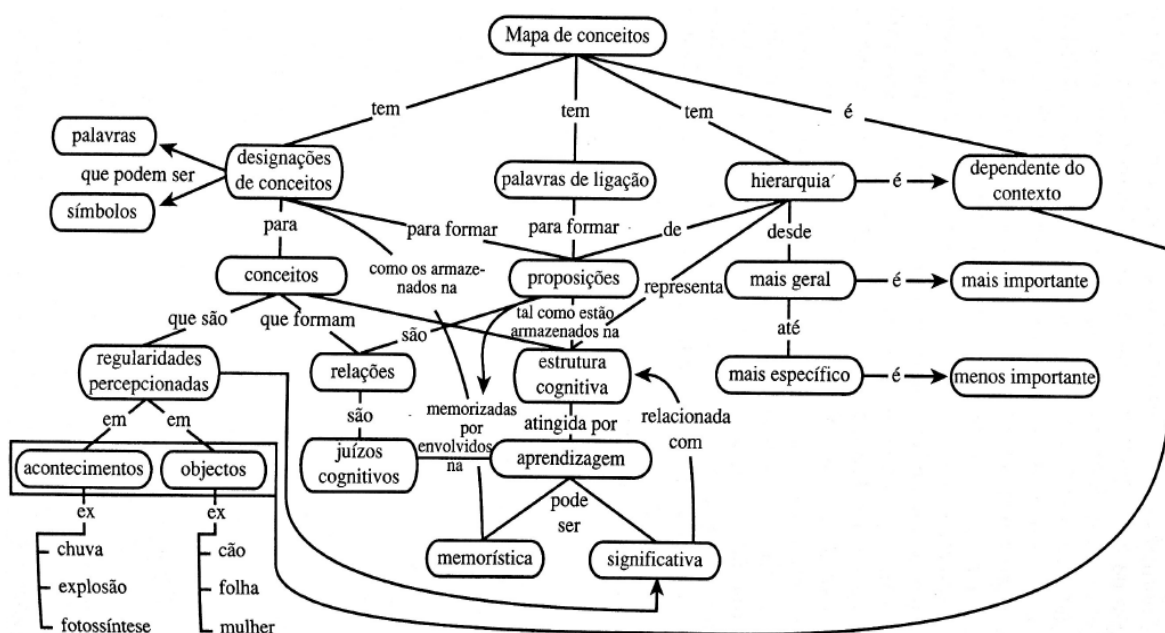 Mapa de conceitos
tem
tem
tem
é
palavras
que podem ser
símbolos
designações
de conceitos
palavras de ligação
hierarquia
é
dependente do
contexto
para
para formar
para formar
de
desde
conceitos
como os armaze-
nados na
proposições
representa
mais geral
é
mais importante
que são
que formam
são
tal como estão
armazenados na
até
regularidades
percepcionadas
relações
estrutura
cognitiva
mais específico
é
menos importante
em
em
são
memorizadas
por
envolvidos
na
atingida por
relacionada
com
acontecimentos
objectos
juízos
cognitivos
aprendizagem
ex
ex
pode
ser
chuva
explosão
fotossíntese
cão
folha
mulher
memorística
significativa